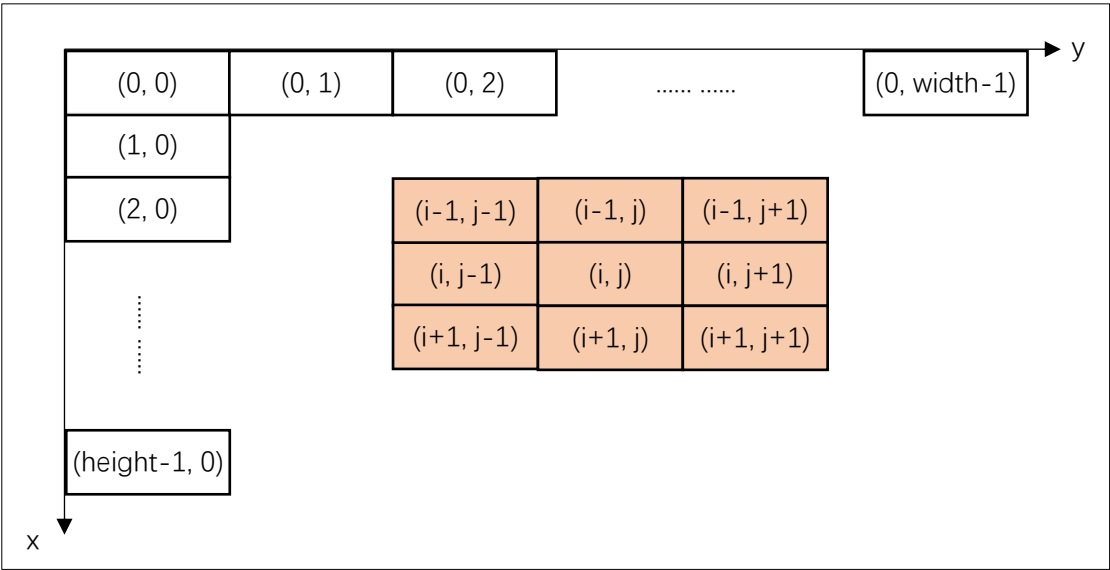 y
(0, 0) (0, 1) (0, 2) ...... ...... (0, width-1)
(1, 0)
(2, 0) (i-1, j-1) (i-1, j) (i-1, j+1)
(i, j-1) (i, j) (i, j+1)
...... ......
(i+1, j-1) (i+1, j) (i+1, j+1)
(height-1, 0)
x